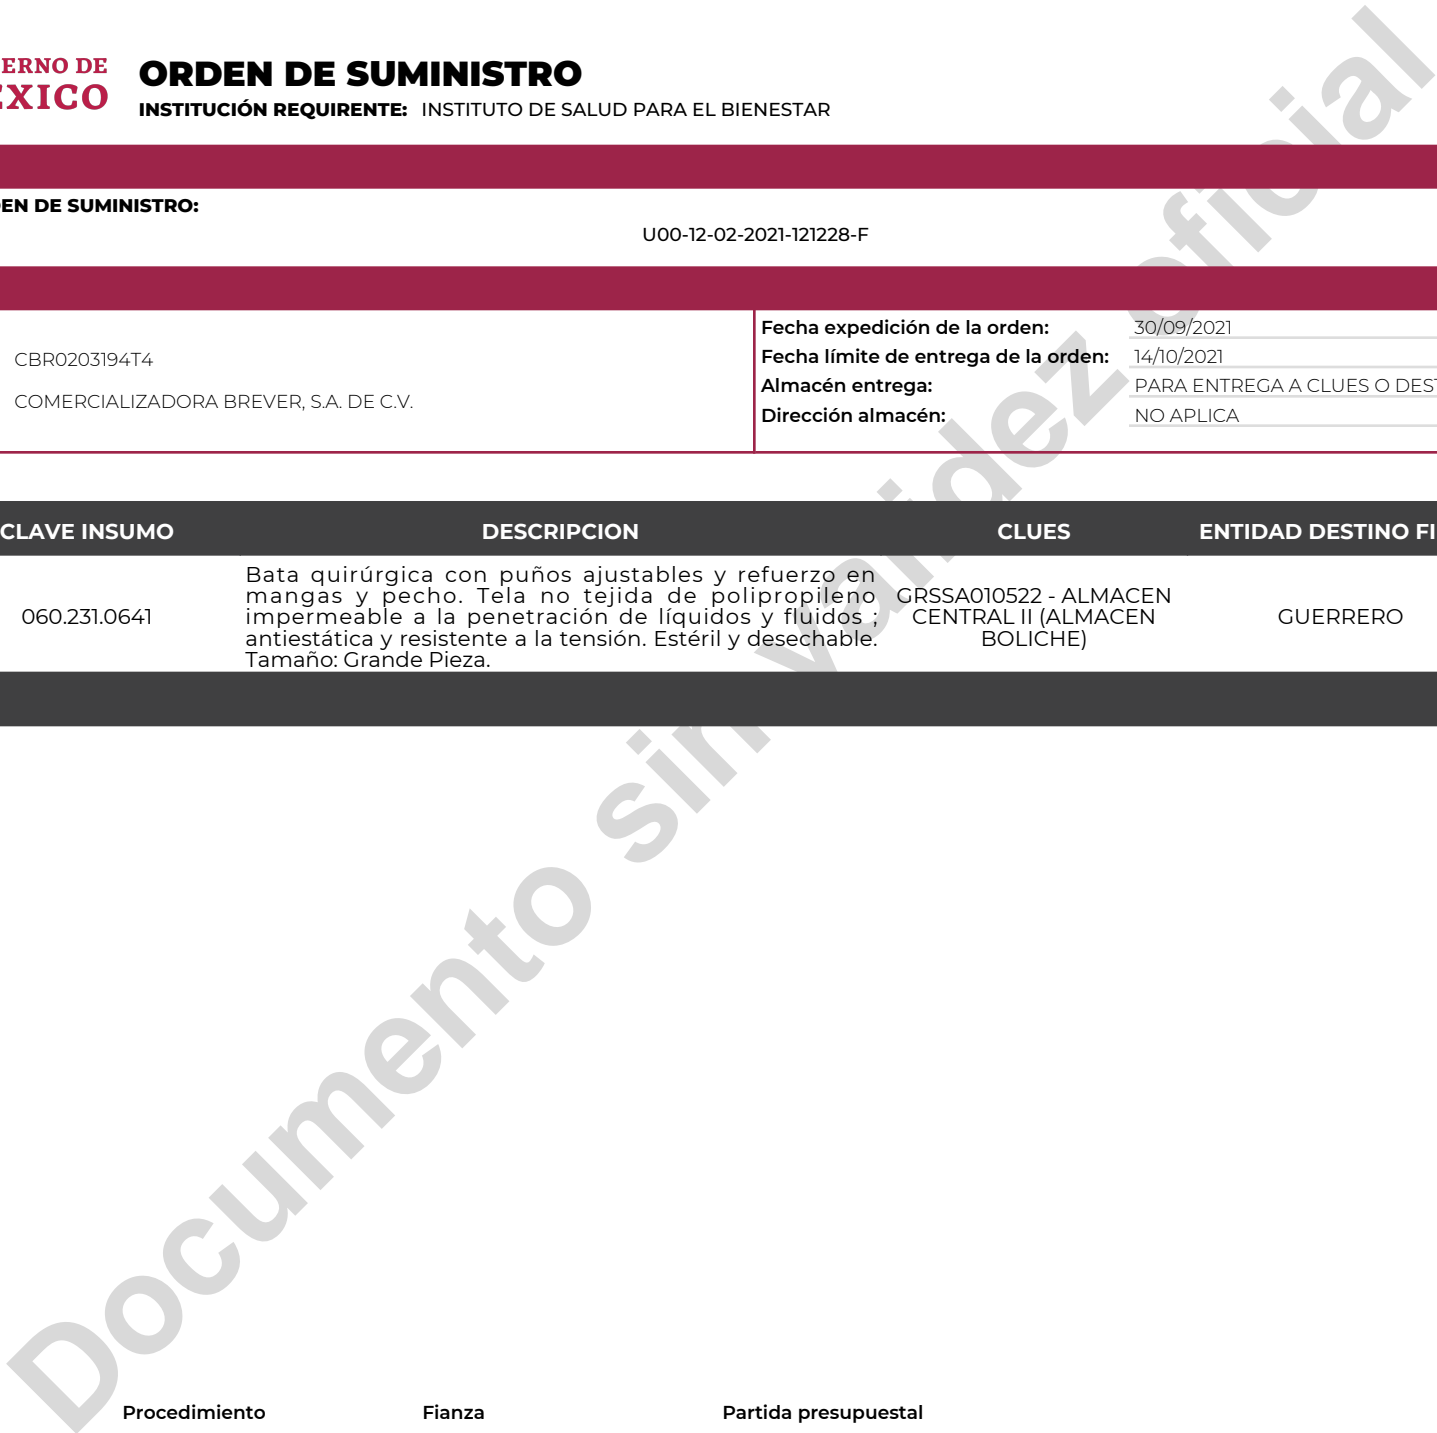 ERNO DE
EXICO
ORDEN DE SUMINISTRO
INSTITUCIÓN REQUIRENTE: INSTITUTO DE SALUD PARA EL BIENESTAR
EN DE SUMINISTRO:
U00-12-02-2021-121228-F
CBR0203194T4
COMERCIALIZADORA BREVER, S.A. DE C.V.
Fecha expedición de la orden: 30/09/2021
Fecha límite de entrega de la orden: 14/10/2021
Almacén entrega: PARA ENTREGA A CLUES O DEST
Dirección almacén: NO APLICA
CLAVE INSUMO DESCRIPCION CLUES ENTIDAD DESTINO FI
060.231.0641
Bata quirúrgica con puños ajustables y refuerzo en
mangas y pecho. Tela no tejida de polipropileno
impermeable a la penetración de líquidos y fluidos ;
antiestática y resistente a la tensión. Estéril y desechable.
Tamaño: Grande Pieza.
GRSSA010522 - ALMACEN
CENTRAL II (ALMACEN
BOLICHE)
GUERRERO
Documento sin validez oficial
Procedimiento Fianza Partida presupuestal